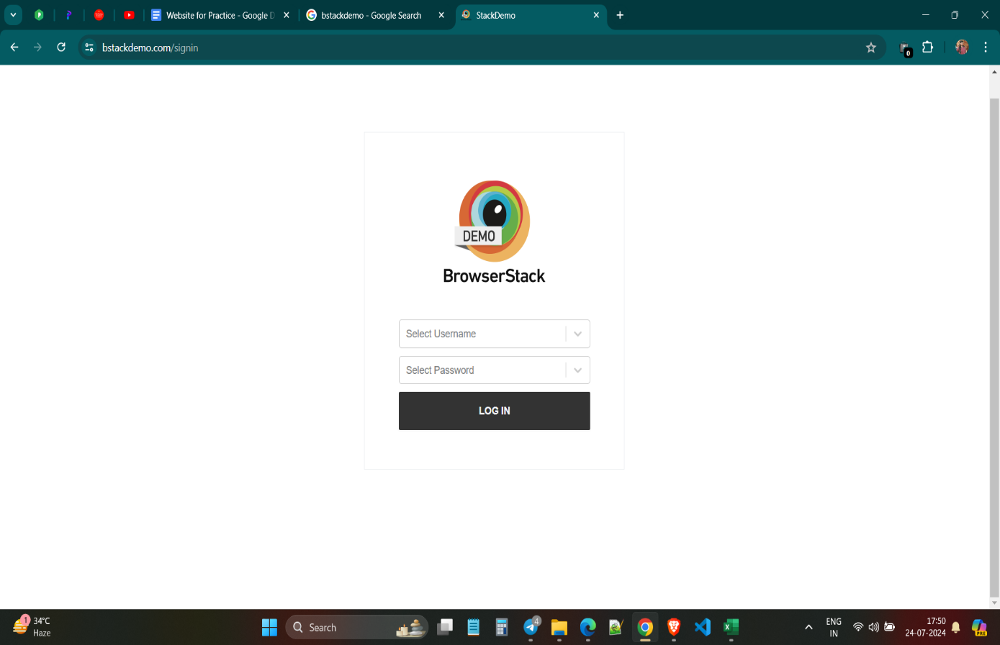 Website for Practice - Google D
bstackdemo - Google Search
StackDemo
bstackdemo.com/signin
0
DEMO
BrowserStack
Select Username
Select Password
LOG IN
1
34°C
Haze
Search
4
ENG
IN
17:50
24-07-2024
PRE